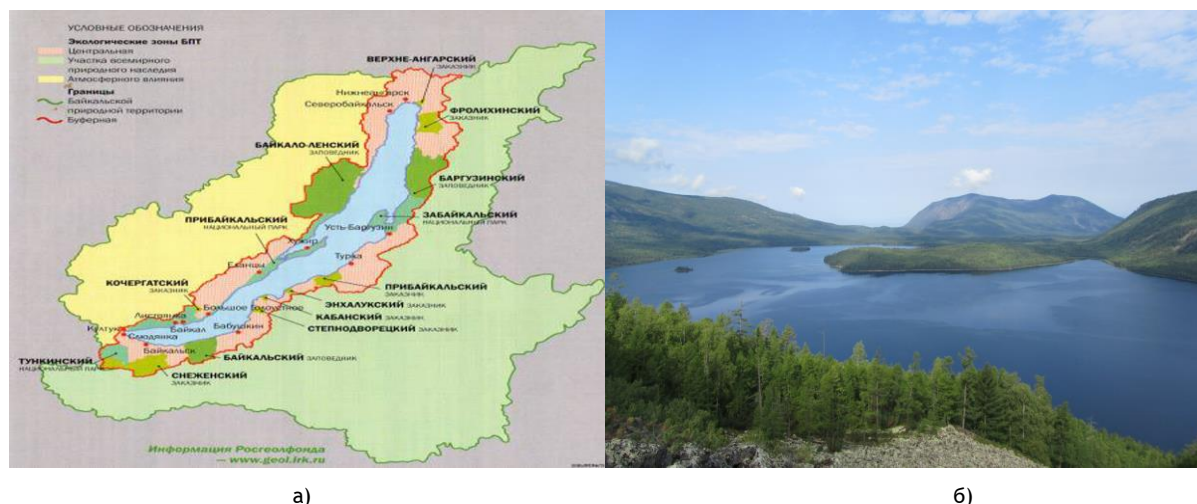 УСЛОВНЫЕ ОБОЗНАЧЕНИЯ
Экологические зоны БПТ
Центральная
Участка всемирного
природного наследия
Атмосферного влияния
Границы
Байкальской
природной территории
Буферная
ВЕРХНЕ-АНГАРСКИЙ
ЗАКАЗНИК
Нижнеангарск
Северобайкальск
ФРОЛИХИНСКИЙ
ЗАКАЗНИК
БАЙКАЛО-ЛЕНСКИЙ
ЗАПОВЕДНИК
БАРГУЗИНСКИЙ
ЗАПОВЕДНИК
ПРИБАЙКАЛЬСКИЙ
НАЦИОНАЛЬНЫЙ ПАРК
ЗАБАЙКАЛЬСКИЙ
НАЦИОНАЛЬНЫЙ ПАРК
Усть-Баргузин
Хужир
Еланцы
Турка
КОЧЕРГАТСКИЙ
ЗАКАЗНИК
ПРИБАЙКАЛЬСКИЙ
ЗАКАЗНИК
ЭНХАЛУКСКИЙ ЗАКАЗНИК
Большое Голоустное
КАБАНСКИЙ ЗАКАЗНИК
Листвянка
СТЕПНОДВОРЕЦКИЙ ЗАКАЗНИК
Култук
Байкал
Бабушкин
Слюдянка
Байкальск
БАЙКАЛЬСКИЙ ЗАПОВЕДНИК
ТУНКИНСКИЙ
НАЦИОНАЛЬНЫЙ ПАРК
СНЕЖЕНСКИЙ
ЗАКАЗНИК
Информация Росгеолфонда
— www.geol.irk.ru
а)
б)